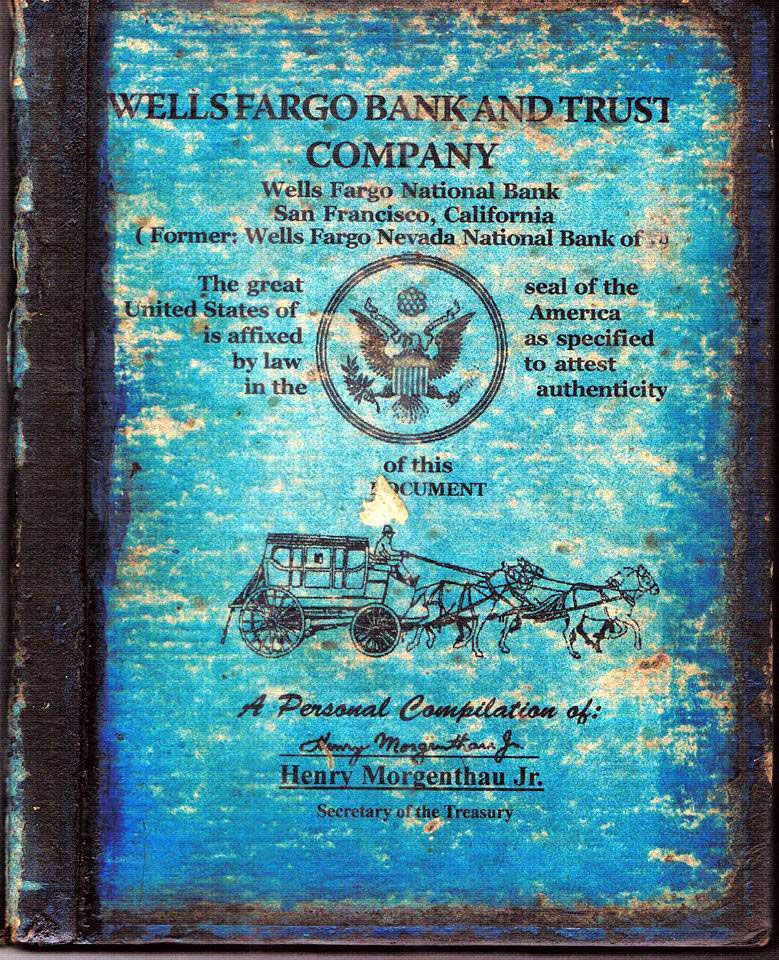 WELLS FARGO BANK AND TRUST
COMPANY
Wells Fargo National Bank
San Francisco, California
( Former: Wells Fargo Nevada National Bank of
The great seal of the
United States of America
is affixed as specified
by law to attest
in the authenticity
of this
DOCUMENT
A Personal Compilation of:
Henry Morgenthau Jr.
Henry Morgenthau Jr.
Secretary of the Treasury